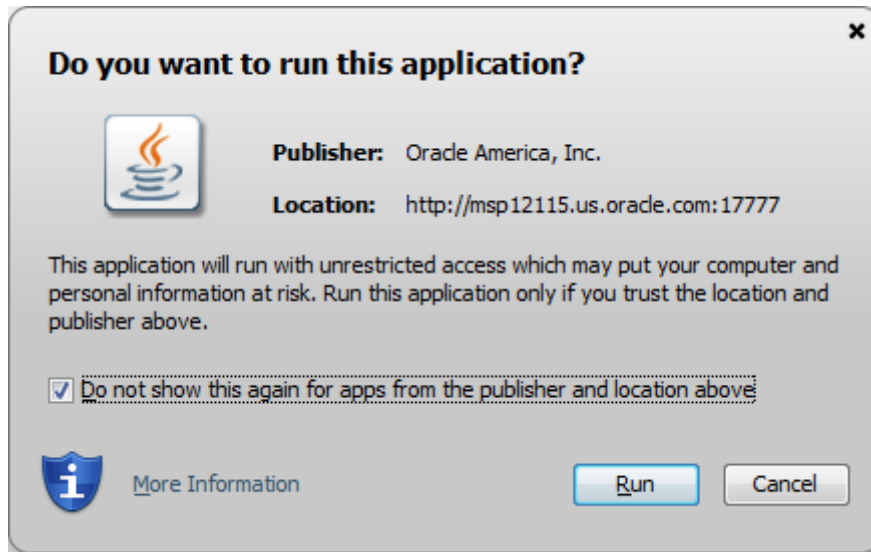 Do you want to run this application?
Publisher: Oracle America, Inc.
Location: http://msp12115.us.oracle.com:17777
This application will run with unrestricted access which may put your computer and
personal information at risk. Run this application only if you trust the location and
publisher above.
Do not show this again for apps from the publisher and location above
More Information
Run
Cancel